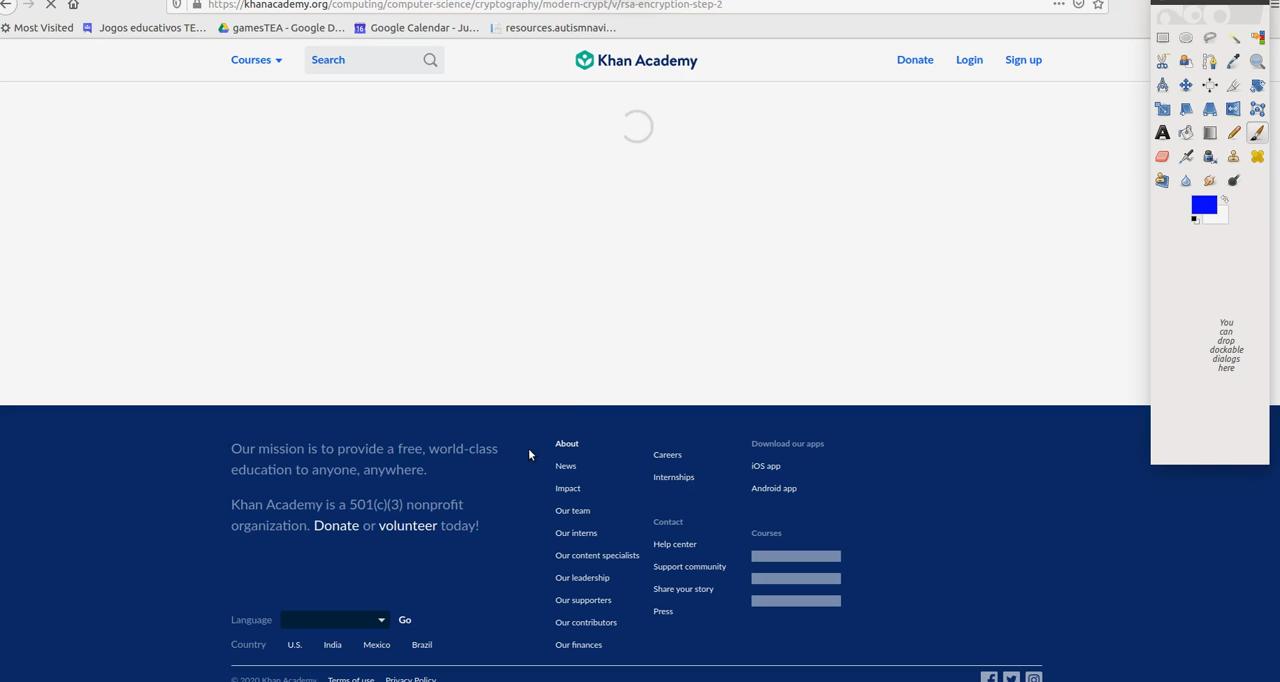 https://khanacademy.org/computing/computer-science/cryptography/modern-crypt/v/rsa-encryption-step-2
Most Visited
Jogos educativos TE...
gamesTEA - Google D...
16
Google Calendar - Ju...
resources.autismnavi...
Courses
Search
Khan Academy
Donate
Login
Sign up
You
can
drop
dockable
dialogs
here
Our mission is to provide a free, world-class
education to anyone, anywhere.
Khan Academy is a 501(c)(3) nonprofit
organization. Donate or volunteer today!
Language
Go
Country
U.S.
India
Mexico
Brazil
About
News
Impact
Our team
Our interns
Our content specialists
Our leadership
Our supporters
Our contributors
Our finances
Careers
Internships
Contact
Help center
Support community
Share your story
Press
Download our apps
iOS app
Android app
Courses
© 2020 Khan Academy
Terms of use
Privacy Policy